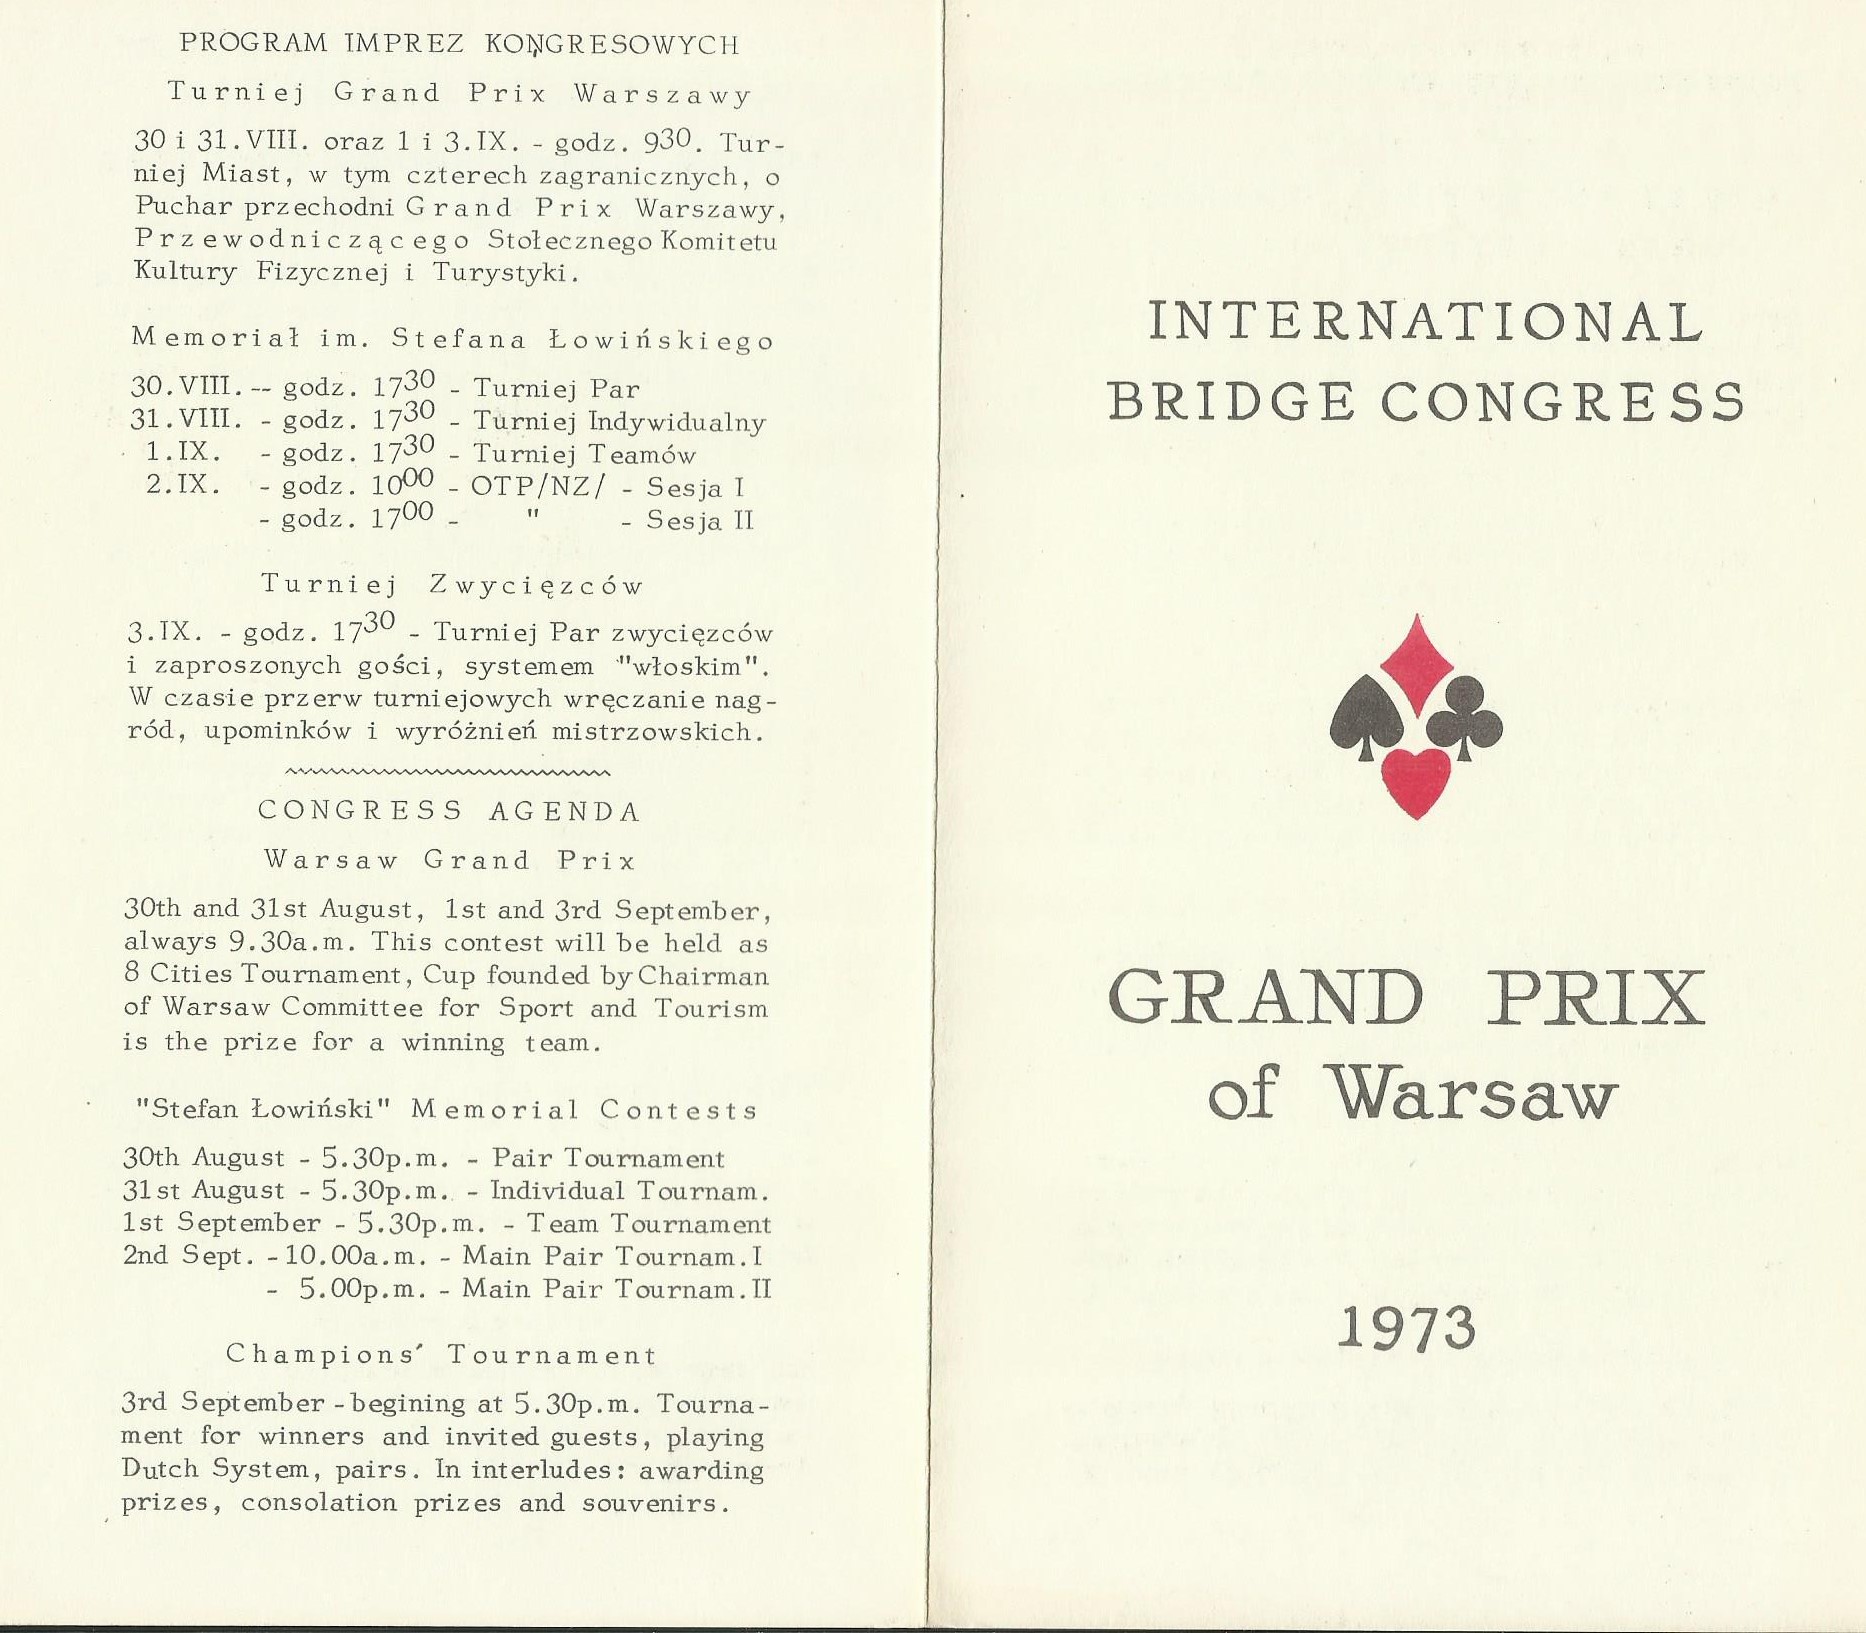 PROGRAM IMPREZ KONGRESOWYCH
Turniej Grand Prix Warszawy
30 i 31.VIII. oraz 1 i 3.IX. - godz. 930. Tur-
niej Miast, w tym czterech zagranicznych, o
Puchar przechodni Grand Prix Warszawy,
Przewodniczącego Stołecznego Komitetu
Kultury Fizycznej i Turystyki.
Memoriał im. Stefana Łowińskiego
30.VIII. -- godz. 1730 - Turniej Par
31.VIII. - godz. 1730 - Turniej Indywidualny
1.IX. - godz. 1730 - Turniej Teamów
2.IX. - godz. 1000 - OTP/NZ/ - Sesja I
- godz. 1700 - " - Sesja II
Turniej Zwycięzców
3.IX. - godz. 1730 - Turniej Par zwycięzców
i zaproszonych gości, systemem "włoskim".
W czasie przerw turniejowych wręczanie nag-
ród, upominków i wyróżnień mistrzowskich.
CONGRESS AGENDA
Warsaw Grand Prix
30th and 31st August, 1st and 3rd September,
always 9.30a.m. This contest will be held as
8 Cities Tournament, Cup founded by Chairman
of Warsaw Committee for Sport and Tourism
is the prize for a winning team.
"Stefan Łowiński" Memorial Contests
30th August - 5.30p.m. - Pair Tournament
31st August - 5.30p.m. - Individual Tournam.
1st September - 5.30p.m. - Team Tournament
2nd Sept. - 10.00a.m. - Main Pair Tournam. I
- 5.00p.m. - Main Pair Tournam. II
Champions' Tournament
3rd September - begining at 5.30p.m. Tourna-
ment for winners and invited guests, playing
Dutch System, pairs. In interludes: awarding
prizes, consolation prizes and souvenirs.
INTERNATIONAL
BRIDGE CONGRESS
GRAND PRIX
of Warsaw
1973